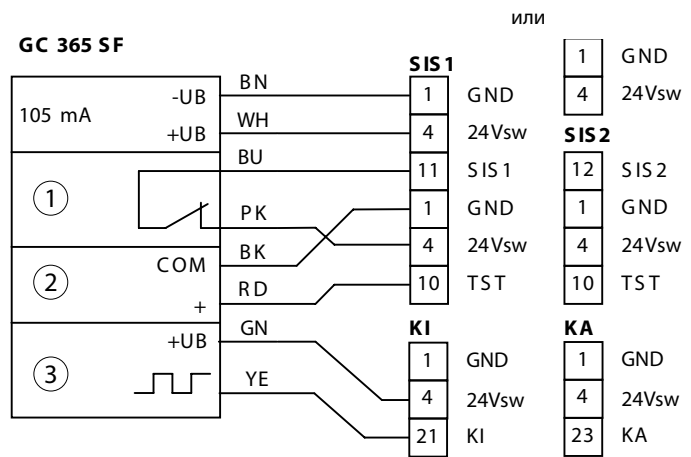 или
GC 365 SF
SIS1
1 GND
105 mA
-UB BN 1 GND
4 24Vsw
+UB WH 4 24Vsw
SIS2
1
BU 11 SIS1
12 SIS2
PK 1 GND
1 GND
2
COM BK 4 24Vsw
4 24Vsw
+ RD 10 TST
10 TST
KI
KA
3
+UB GN 1 GND
1 GND
YE 4 24Vsw
4 24Vsw
21 KI
23 KA